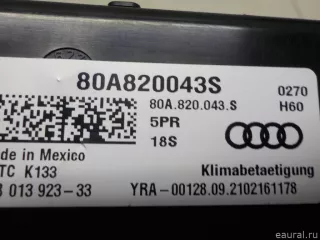 80A820043S
0270
80A.820.043.S
H60
5PR
18S
de in Mexico
TC K133
Klimabetaetigung
013 923-33
YRA-00128.09.2102161178
eaural.ru